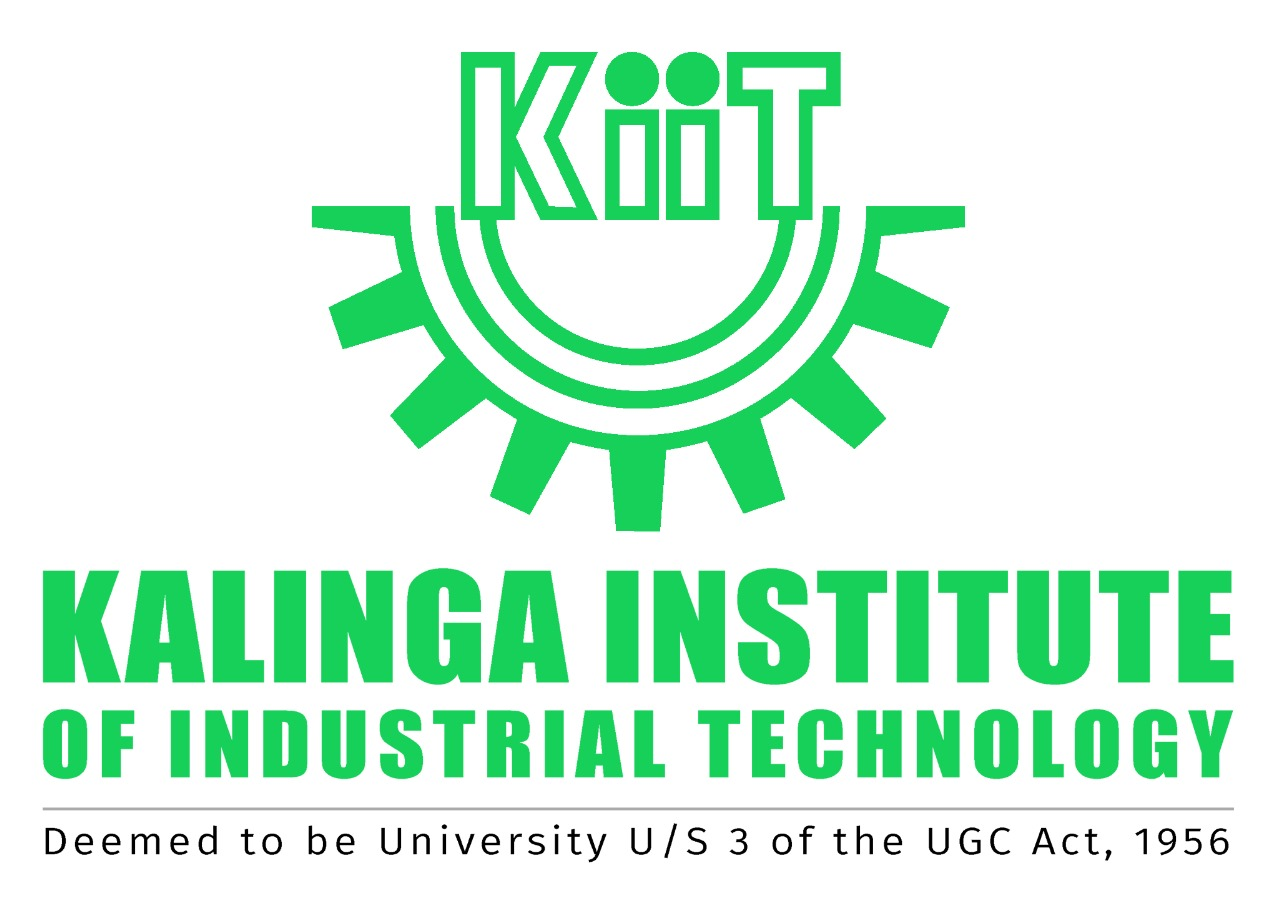 KiiT
KALINGA INSTITUTE
OF INDUSTRIAL TECHNOLOGY
Deemed to be University U/S 3 of the UGC Act, 1956